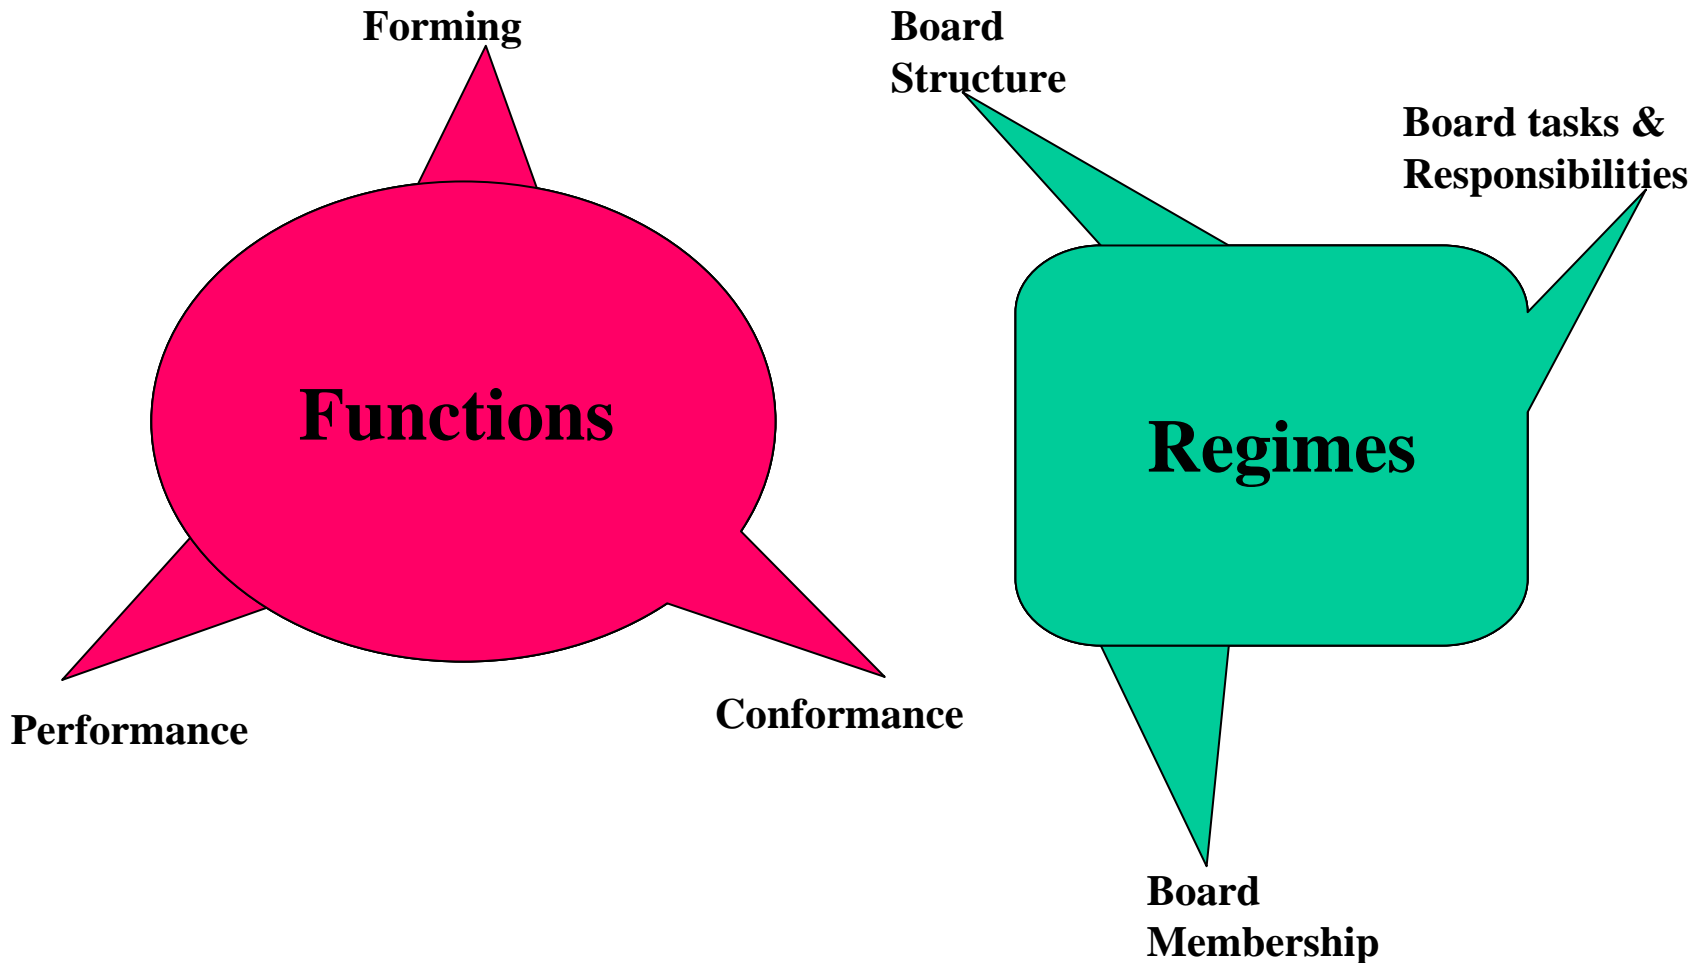 Forming
Functions
Performance
Conformance
Board
Structure
Board tasks &
Responsibilities
Regimes
Board
Membership